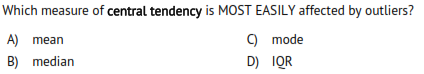 Which measure of central tendency is MOST EASILY affected by outliers?
A) mean
C) mode
B) median
D) IQR